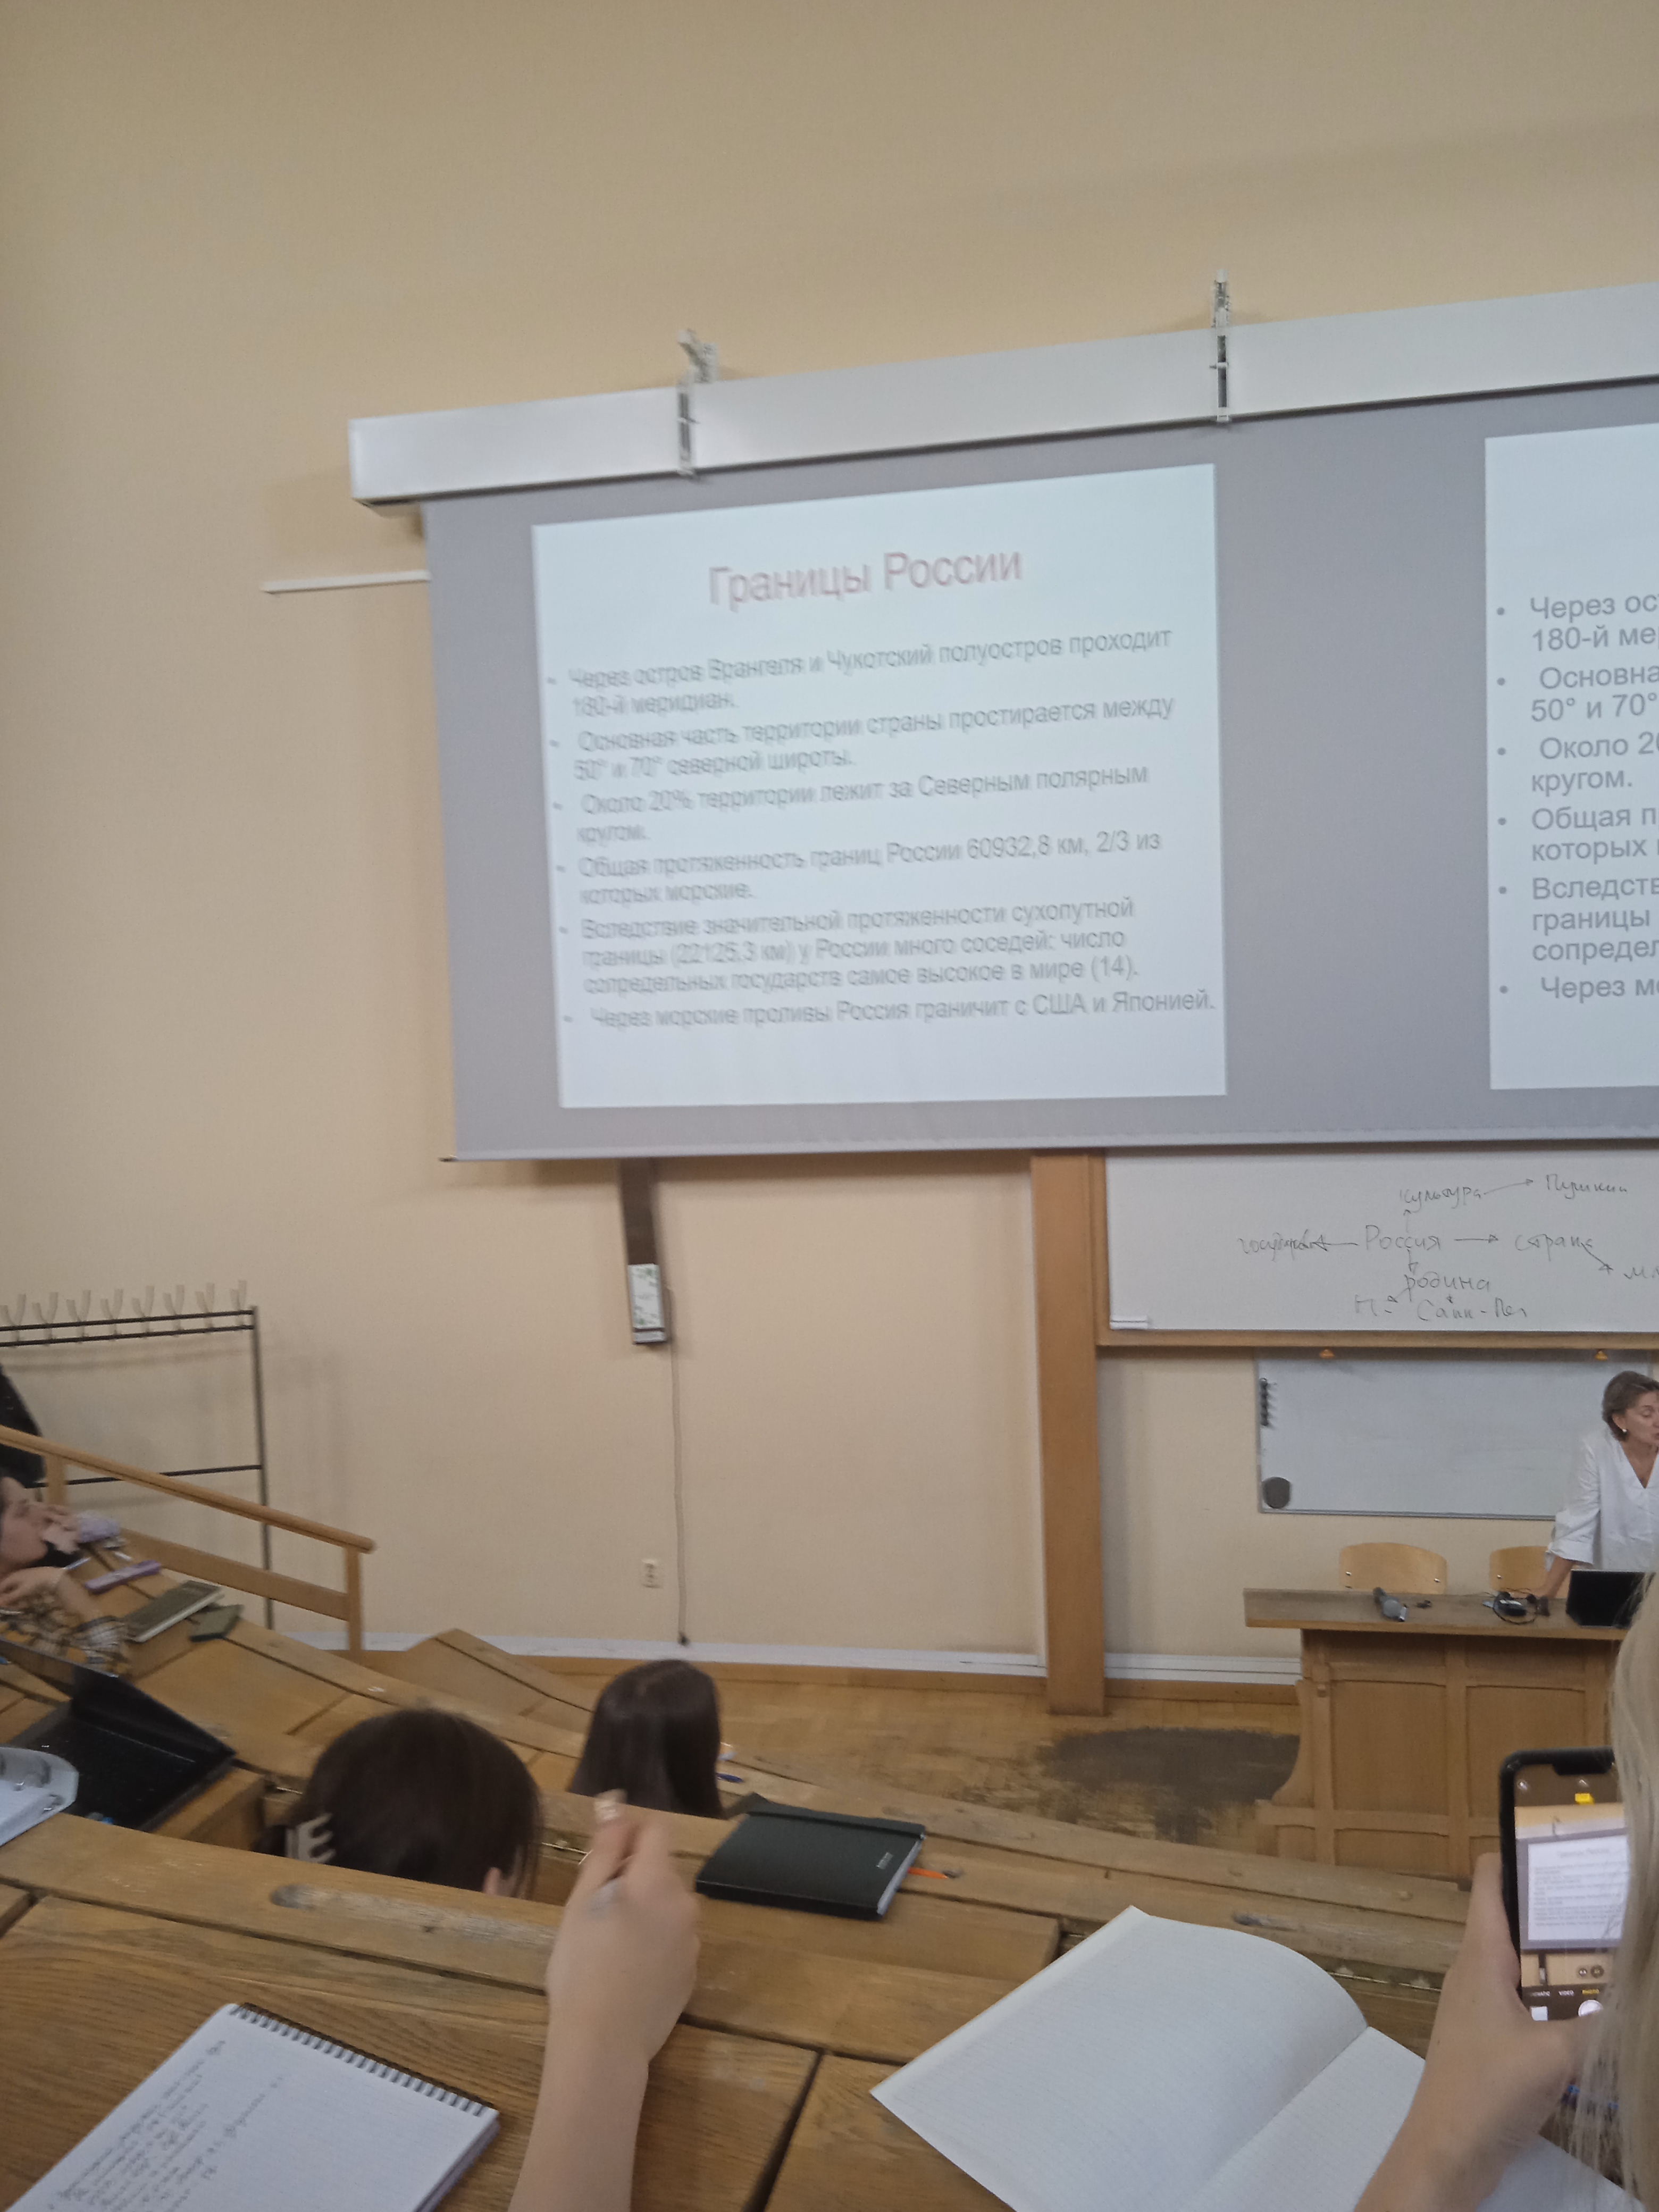 Границы России
• Через остров Врангеля и Чукотский полуостров проходит
180-й меридиан.
• Основная часть территории страны простирается между
50° и 70° северной широты.
• Около 20% территории лежит за Северным полярным
кругом.
• Общая протяженность границ России 60932,8 км, 2/3 из
которых морские.
• Вследствие значительной протяженности сухопутной
границы (22125,3 км) у России много соседей: число
сопредельных государств самое высокое в мире (14).
• Через морские проливы Россия граничит с США и Японией.
• Через ос
180-й ме
• Основна
50° и 70°
• Около 20
кругом.
• Общая п
которых
• Вследств
границы
сопредел
• Через м
культура Пушкин
Россия страна
родина